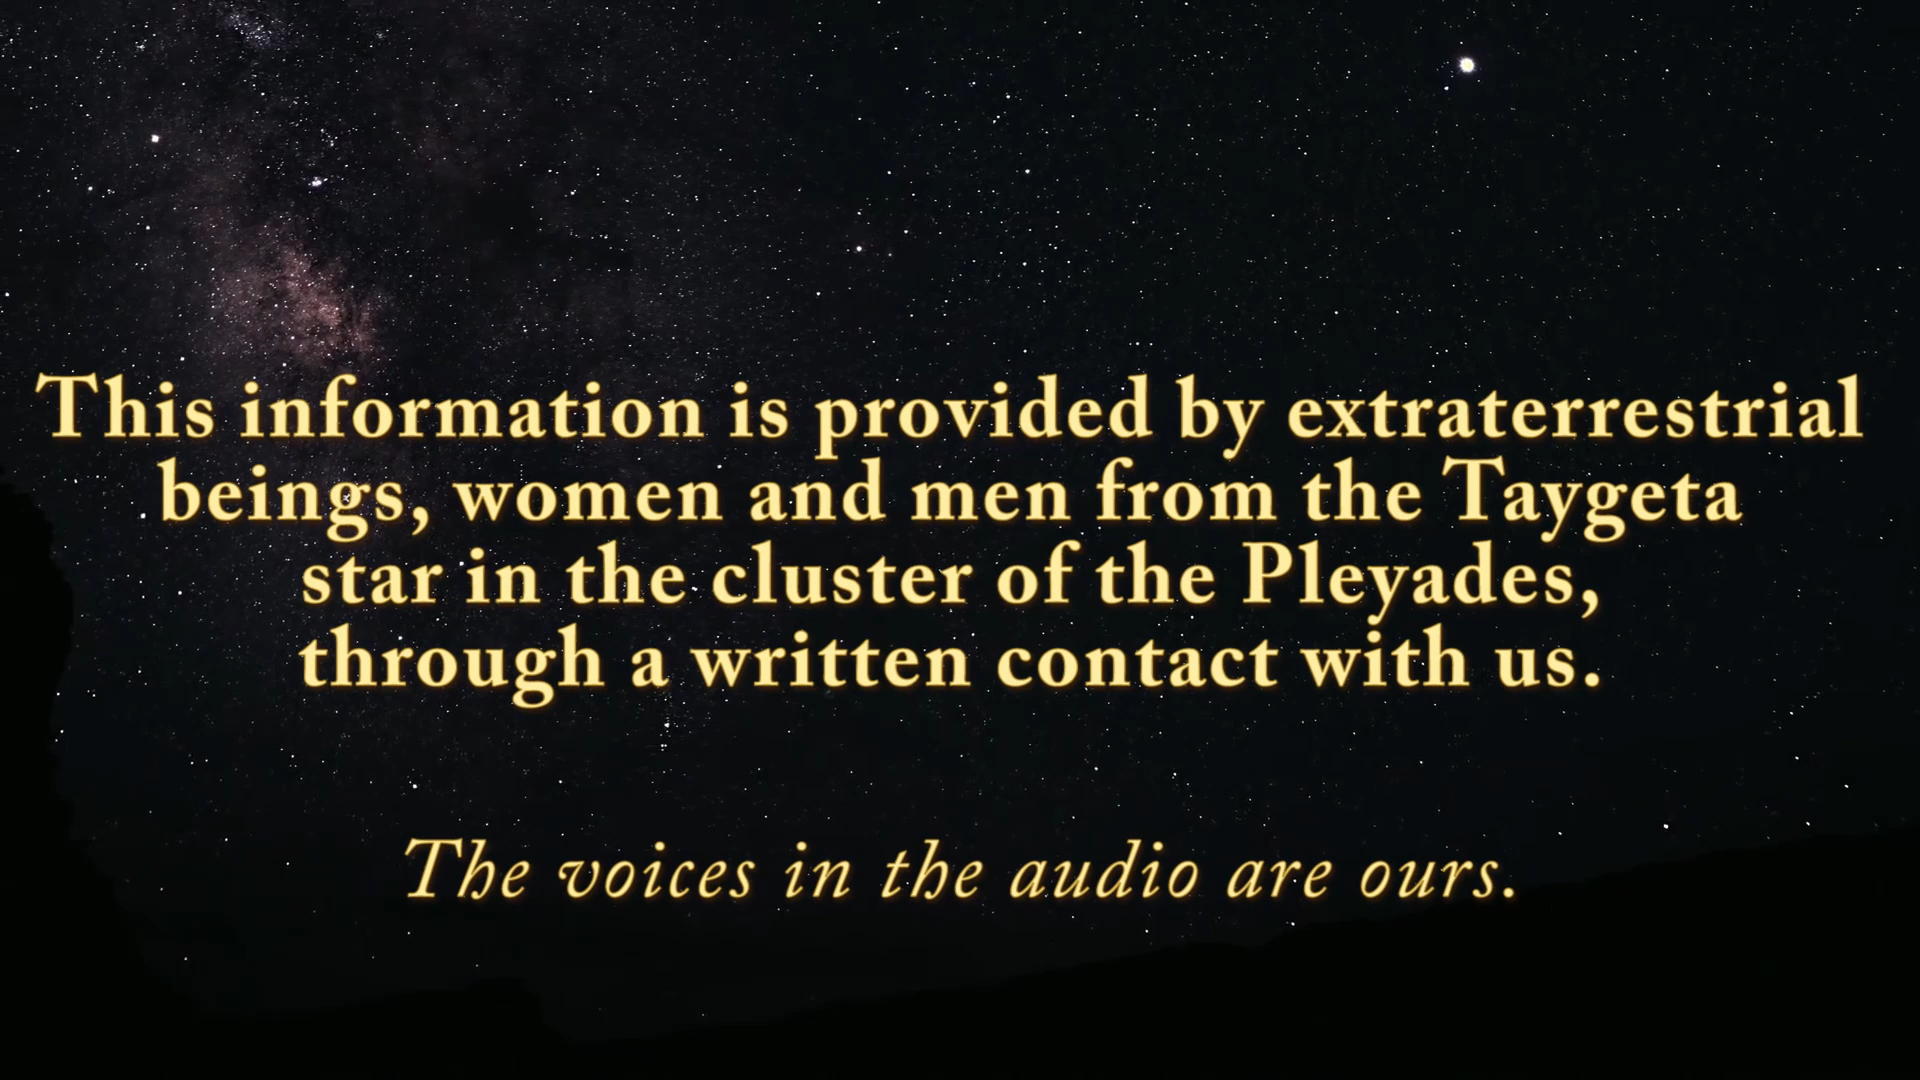 This information is provided by extraterrestrial
beings, women and men from the Taygeta
star in the cluster of the Pleyades,
through a written contact with us.
The voices in the audio are ours.